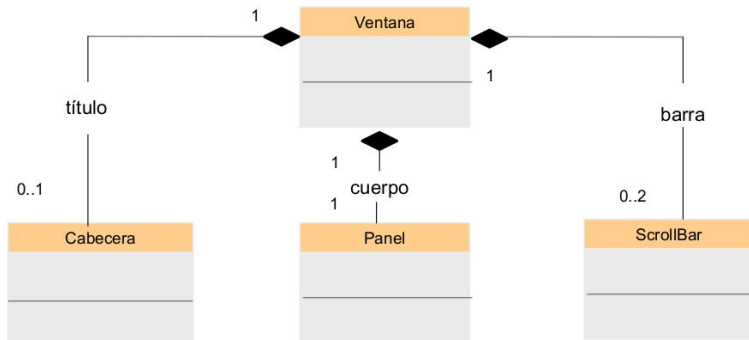 1
Ventana
1
título
barra
1
cuerpo
0..1
1
0..2
Cabecera
Panel
ScrollBar